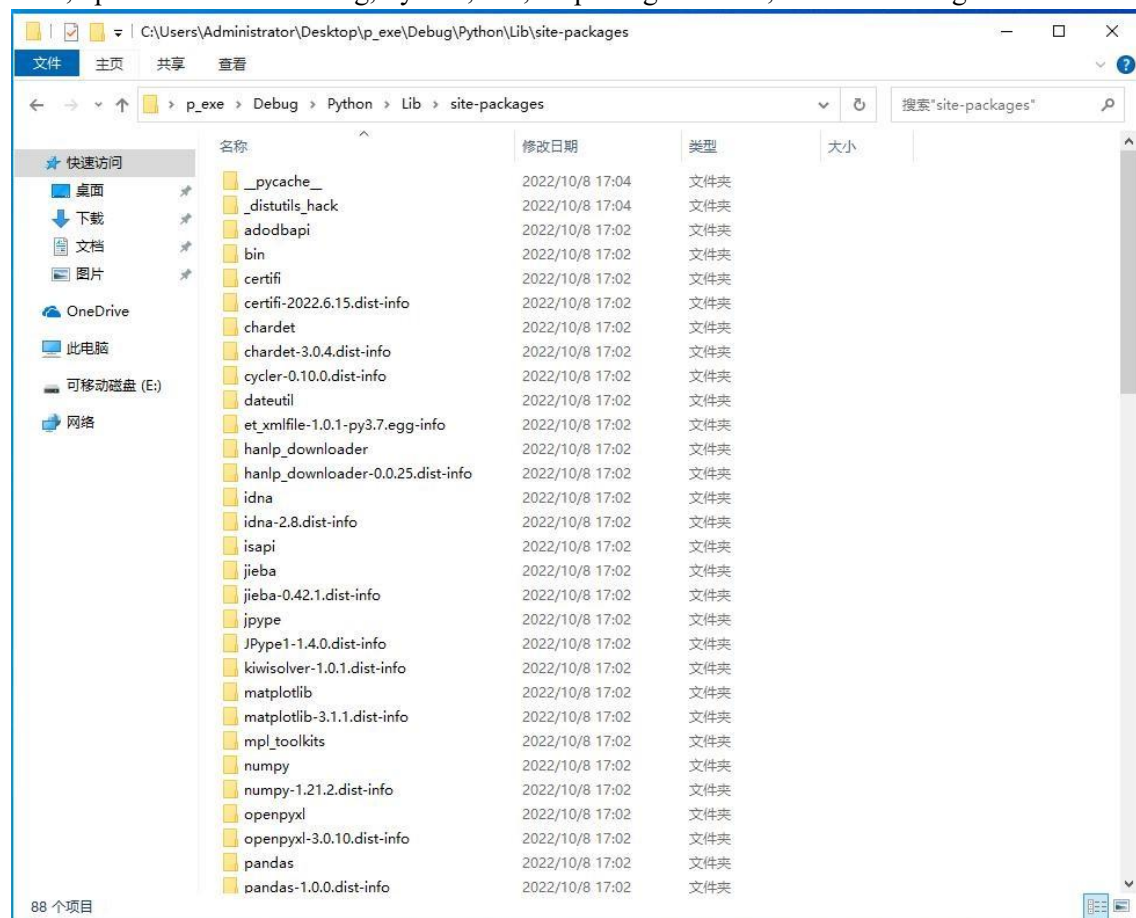 C:\Users\Administrator\Desktop\p_exe\Debug\Python\Lib\site-packages
文件 主页 共享 查看
p_exe > Debug > Python > Lib > site-packages 搜索"site-packages"
名称 修改日期 类型 大小
快速访问
桌面
下载
文档
图片
OneDrive
此电脑
可移动磁盘 (E:)
网络
__pycache__ 2022/10/8 17:04 文件夹
_distutils_hack 2022/10/8 17:04 文件夹
adodbapi 2022/10/8 17:02 文件夹
bin 2022/10/8 17:02 文件夹
certifi 2022/10/8 17:02 文件夹
certifi-2022.6.15.dist-info 2022/10/8 17:02 文件夹
chardet 2022/10/8 17:02 文件夹
chardet-3.0.4.dist-info 2022/10/8 17:02 文件夹
cycler-0.10.0.dist-info 2022/10/8 17:02 文件夹
dateutil 2022/10/8 17:02 文件夹
et_xmlfile-1.0.1-py3.7.egg-info 2022/10/8 17:02 文件夹
hanlp_downloader 2022/10/8 17:02 文件夹
hanlp_downloader-0.0.25.dist-info 2022/10/8 17:02 文件夹
idna 2022/10/8 17:02 文件夹
idna-2.8.dist-info 2022/10/8 17:02 文件夹
isapi 2022/10/8 17:02 文件夹
jieba 2022/10/8 17:02 文件夹
jieba-0.42.1.dist-info 2022/10/8 17:02 文件夹
jpype 2022/10/8 17:02 文件夹
JPype1-1.4.0.dist-info 2022/10/8 17:02 文件夹
kiwisolver-1.0.1.dist-info 2022/10/8 17:02 文件夹
matplotlib 2022/10/8 17:02 文件夹
matplotlib-3.1.1.dist-info 2022/10/8 17:02 文件夹
mpl_toolkits 2022/10/8 17:02 文件夹
numpy 2022/10/8 17:02 文件夹
numpy-1.21.2.dist-info 2022/10/8 17:02 文件夹
openpyxl 2022/10/8 17:02 文件夹
openpyxl-3.0.10.dist-info 2022/10/8 17:02 文件夹
pandas 2022/10/8 17:02 文件夹
pandas-1.0.0.dist-info 2022/10/8 17:02 文件夹
88 个项目